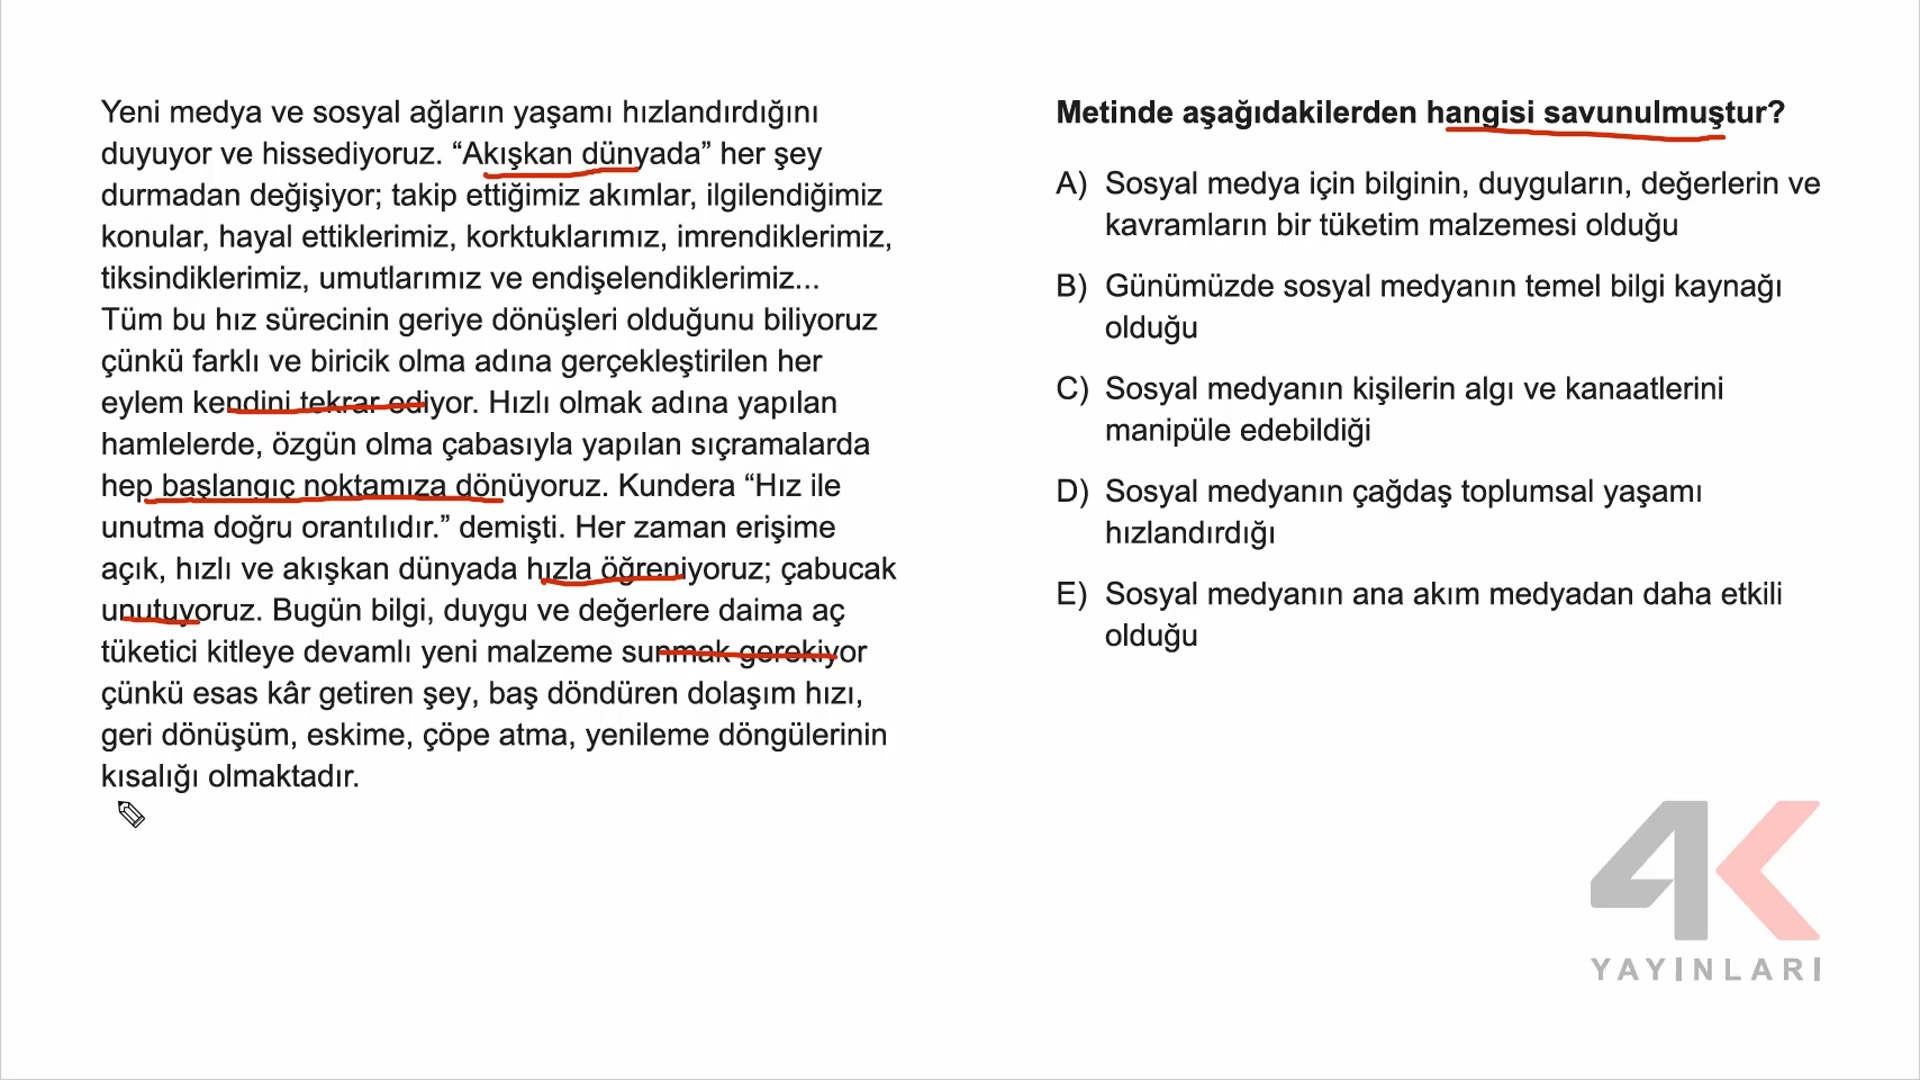 Yeni medya ve sosyal ağların yaşamı hızlandırdığını
duyuyor ve hissediyoruz. “Akışkan dünyada” her şey
durmadan değişiyor; takip ettiğimiz akımlar, ilgilendiğimiz
konular, hayal ettiklerimiz, korktuklarımız, imrendiklerimiz,
tiksindiklerimiz, umutlarımız ve endişelendiklerimiz...
Tüm bu hız sürecinin geriye dönüşleri olduğunu biliyoruz
çünkü farklı ve biricik olma adına gerçekleştirilen her
eylem kendini tekrar ediyor. Hızlı olmak adına yapılan
hamlelerde, özgün olma çabasıyla yapılan sıçramalarda
hep başlangıç noktamıza dönüyoruz. Kundera “Hız ile
unutma doğru orantılıdır.” demişti. Her zaman erişime
açık, hızlı ve akışkan dünyada hızla öğreniyoruz; çabucak
unutuyoruz. Bugün bilgi, duygu ve değerlere daima aç
tüketici kitleye devamlı yeni malzeme sunmak gerekiyor
çünkü esas kâr getiren şey, baş döndüren dolaşım hızı,
geri dönüşüm, eskime, çöpe atma, yenileme döngülerinin
kısalığı olmaktadır.
Metinde aşağıdakilerden hangisi savunulmuştur?
A) Sosyal medya için bilginin, duyguların, değerlerin ve
kavramların bir tüketim malzemesi olduğu
B) Günümüzde sosyal medyanın temel bilgi kaynağı
olduğu
C) Sosyal medyanın kişilerin algı ve kanaatlerini
manipüle edebildiği
D) Sosyal medyanın çağdaş toplumsal yaşamı
hızlandırdığı
E) Sosyal medyanın ana akım medyadan daha etkili
olduğu
4K
YAYINLARI